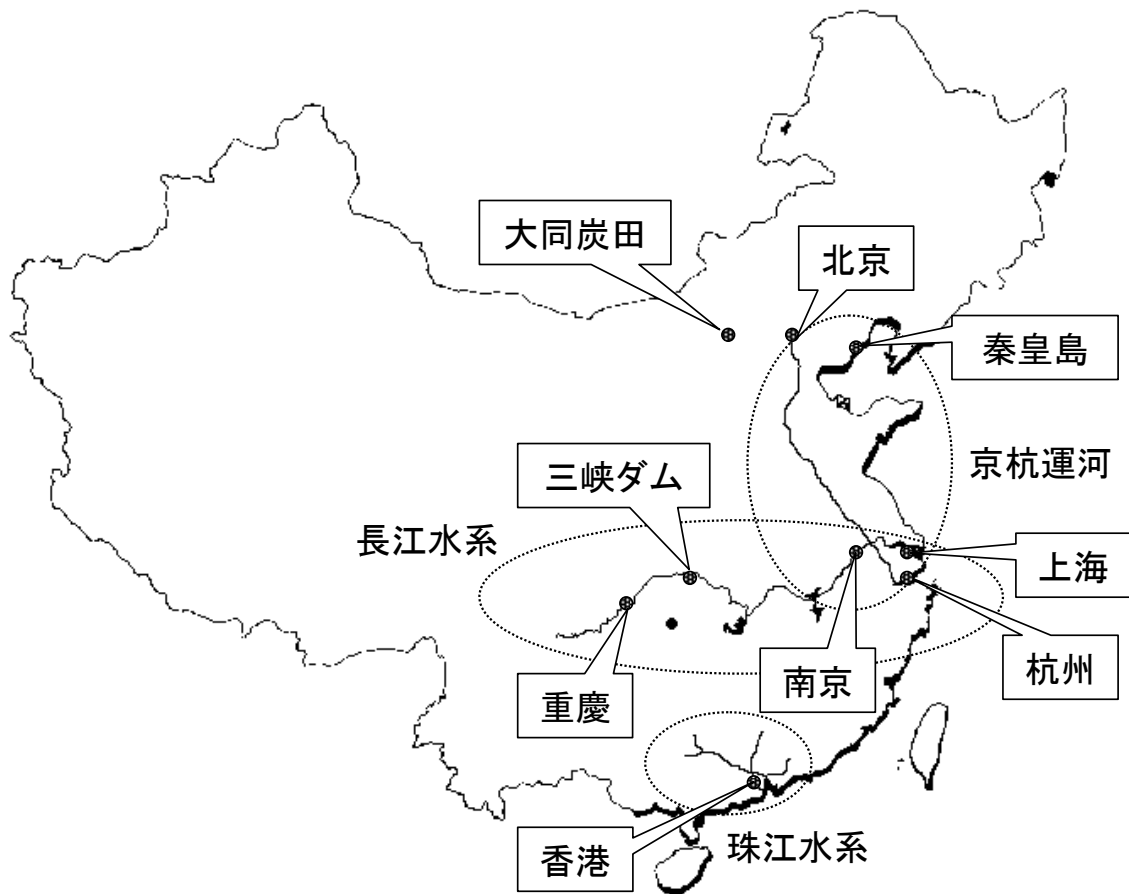 大同炭田
北京
秦皇島
京杭運河
三峡ダム
長江水系
上海
杭州
南京
重慶
香港
珠江水系